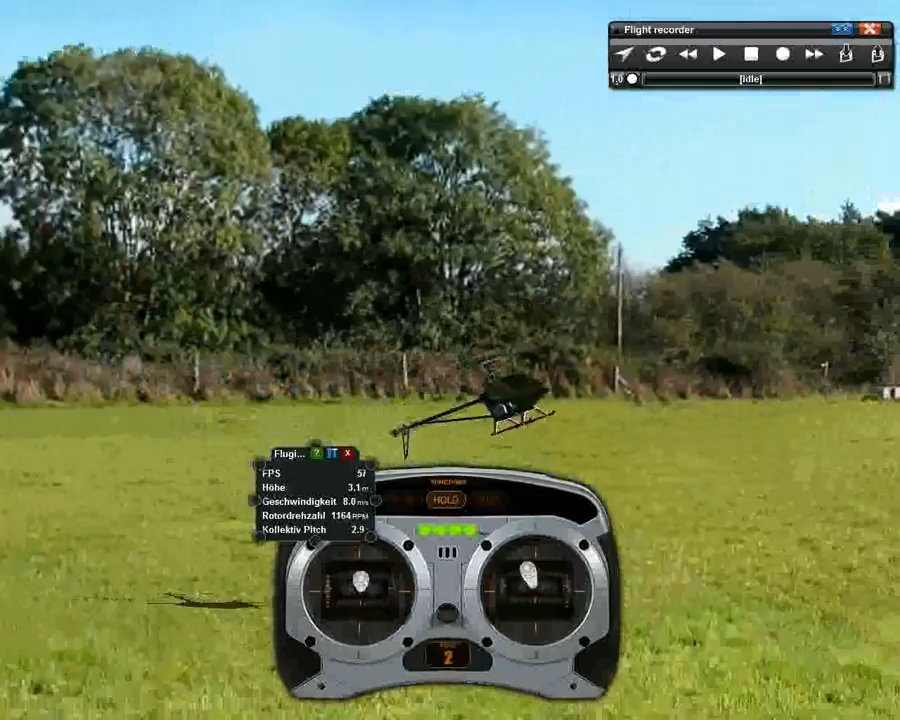 Flight recorder
1.0 [idle]
Flugi... ? X
FPS 57
Höhe 3.1 m
Geschwindigkeit 8.0 m/s
Rotordrehzahl 1164 RPM
Kollektiv Pitch 2.9
FUNCTIONS
HOLD
2